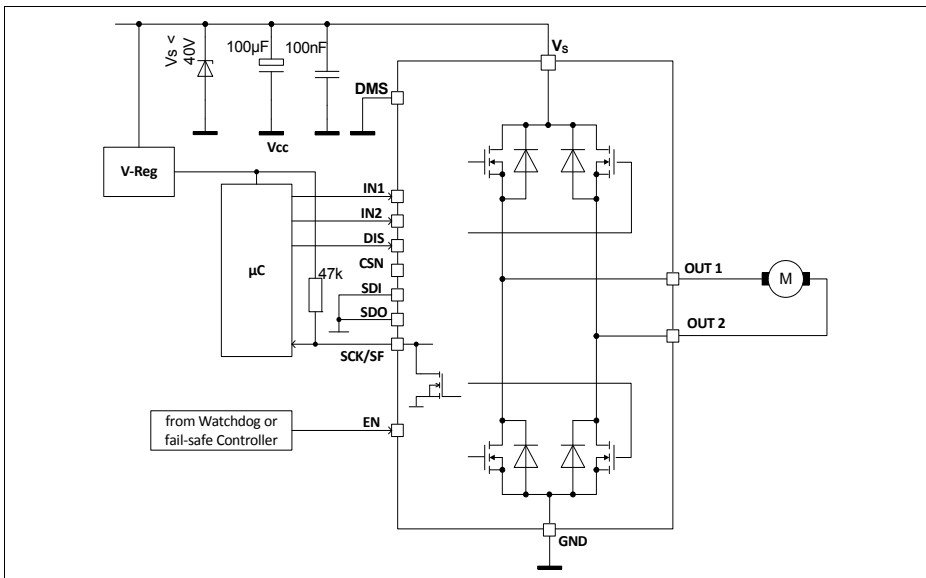 Vs <
40V
100µF
100nF
Vs
DMS
Vcc
V-Reg
IN1
IN2
DIS
µC
CSN
47k
SDI
SDO
SCK/SF
OUT 1
M
OUT 2
from Watchdog or
fail-safe Controller
EN
GND